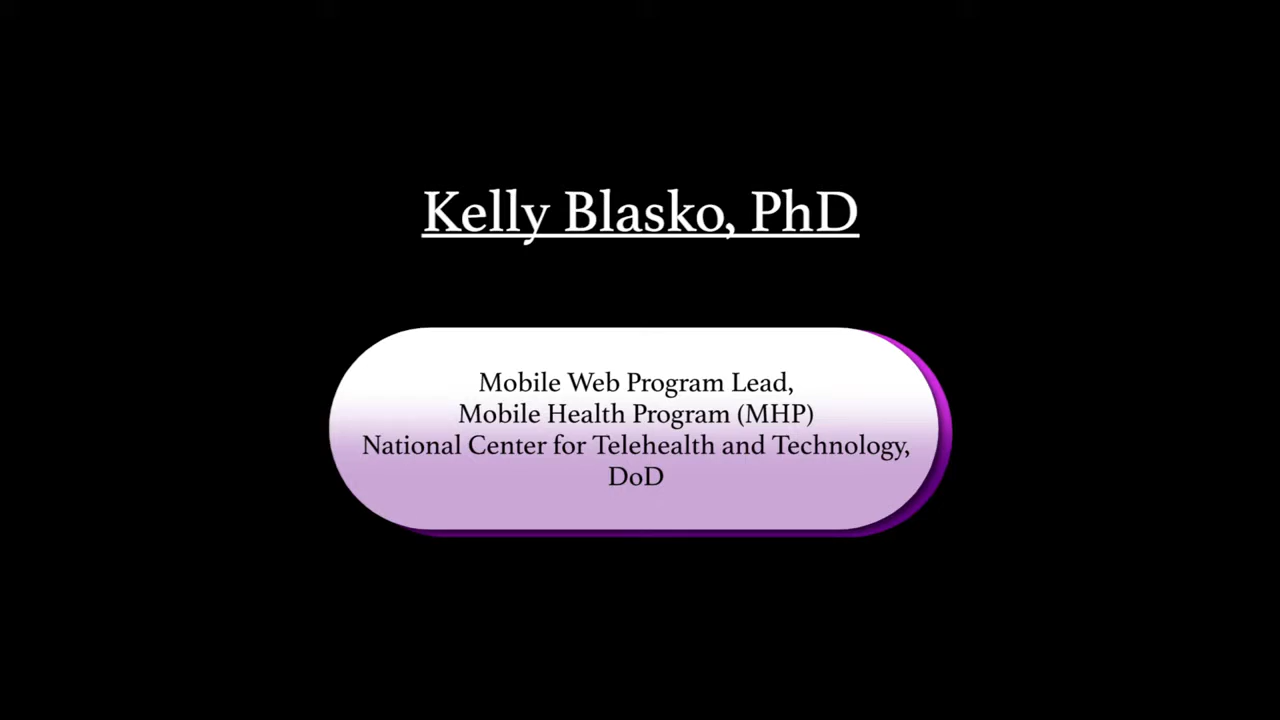 Kelly Blasko, PhD
Mobile Web Program Lead,
Mobile Health Program (MHP)
National Center for Telehealth and Technology,
DoD